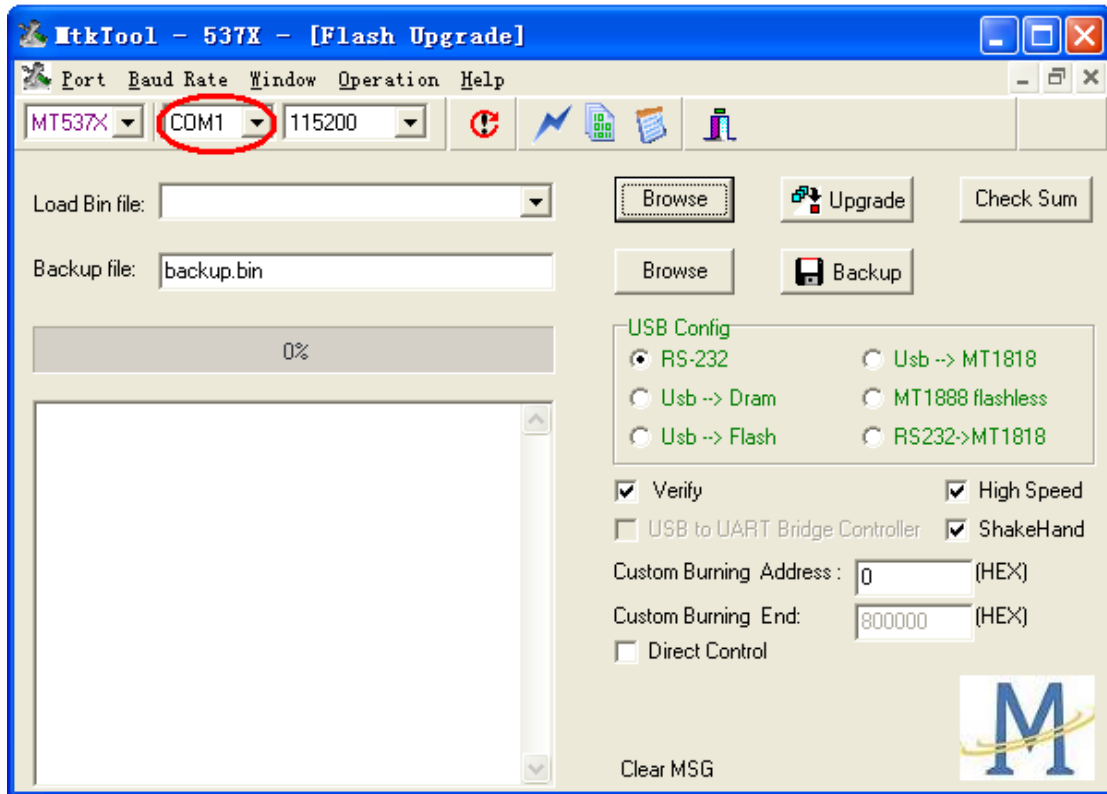 MtkTool - 537X - [Flash Upgrade]
Port Baud Rate Window Operation Help
MT537X COM1 115200
Load Bin file: Browse Upgrade Check Sum
Backup file: backup.bin Browse Backup
0%
USB Config
RS-232 Usb --> MT1818
Usb --> Dram MT1888 flashless
Usb --> Flash RS232->MT1818
Verify High Speed
USB to UART Bridge Controller ShakeHand
Custom Burning Address : 0 (HEX)
Custom Burning End: 800000 (HEX)
Direct Control
M
Clear MSG